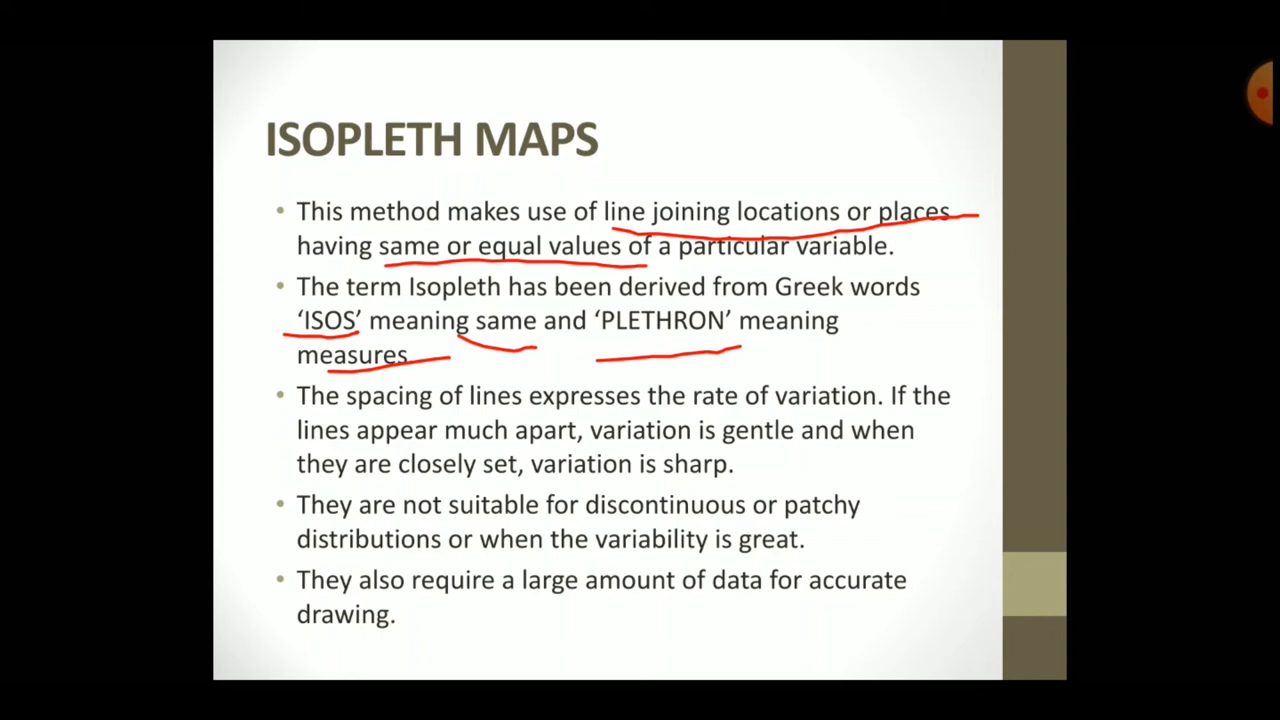 ISOPLETH MAPS
• This method makes use of line joining locations or places
having same or equal values of a particular variable.
• The term Isopleth has been derived from Greek words
‘ISOS’ meaning same and ‘PLETHRON’ meaning
measures
• The spacing of lines expresses the rate of variation. If the
lines appear much apart, variation is gentle and when
they are closely set, variation is sharp.
• They are not suitable for discontinuous or patchy
distributions or when the variability is great.
• They also require a large amount of data for accurate
drawing.